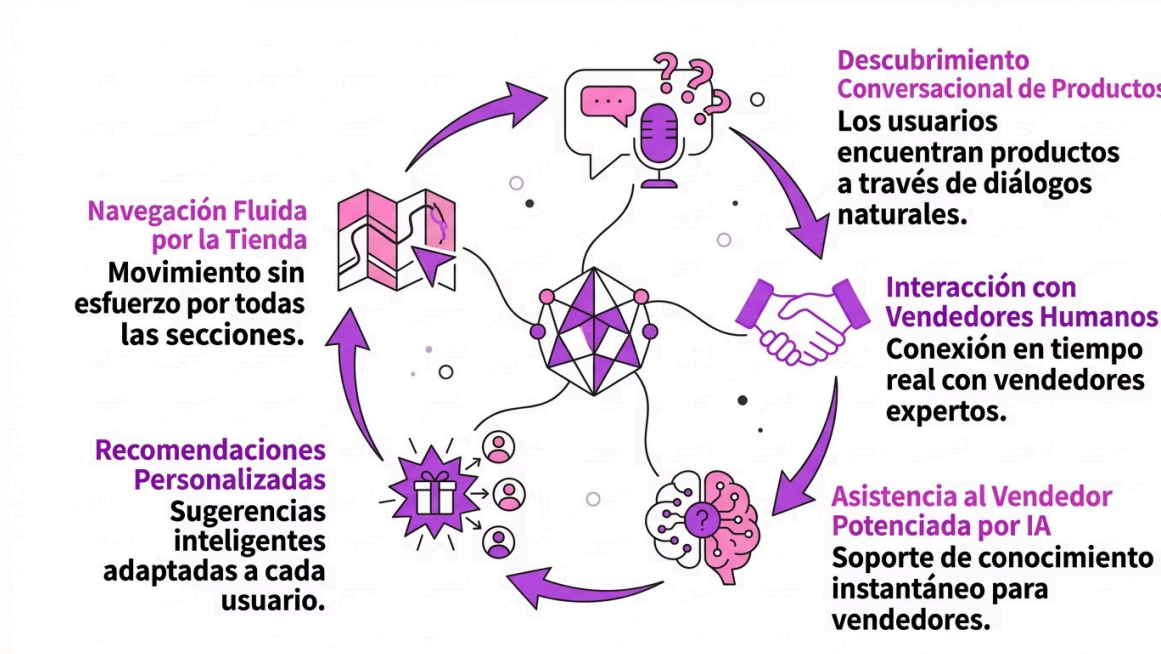 Descubrimiento
Conversacional de Productos
Los usuarios
encuentran productos
a través de diálogos
naturales.
Interacción con
Vendedores Humanos
Conexión en tiempo
real con vendedores
expertos.
Asistencia al Vendedor
Potenciada por IA
Soporte de conocimiento
instantáneo para
vendedores.
Recomendaciones
Personalizadas
Sugerencias
inteligentes
adaptadas a cada
usuario.
Navegación Fluida
por la Tienda
Movimiento sin
esfuerzo por todas
las secciones.